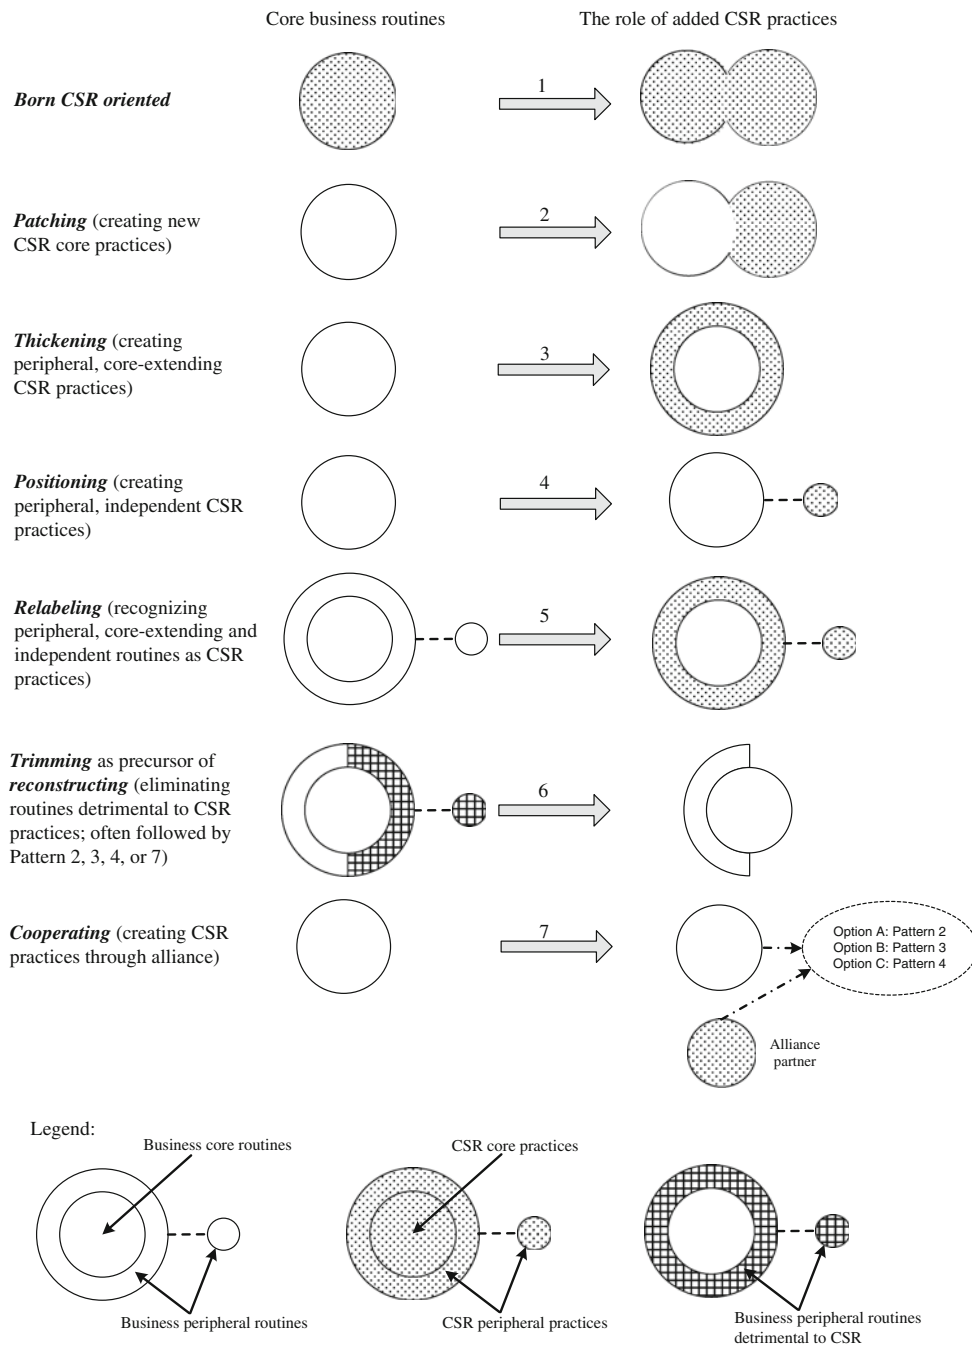 Core business routines
The role of added CSR practices
Born CSR oriented
1
Patching (creating new
CSR core practices)
2
Thickening (creating
peripheral, core-extending
CSR practices)
3
Positioning (creating
peripheral, independent CSR
practices)
4
Relabeling (recognizing
peripheral, core-extending and
independent routines as CSR
practices)
5
Trimming as precursor of
reconstructing (eliminating
routines detrimental to CSR
practices; often followed by
Pattern 2, 3, 4, or 7)
6
Cooperating (creating CSR
practices through alliance)
7
Option A: Pattern 2
Option B: Pattern 3
Option C: Pattern 4
Alliance
partner
Legend:
Business core routines
CSR core practices
Business peripheral routines
CSR peripheral practices
Business peripheral routines
detrimental to CSR